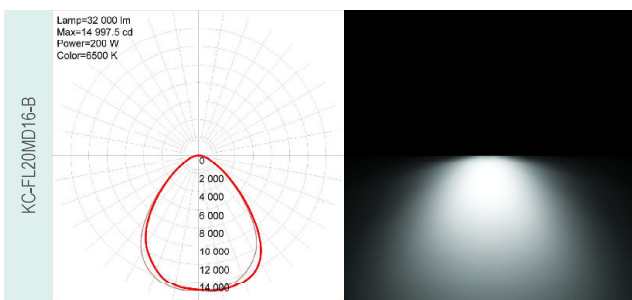 KC-FL20MD16-B
Lamp=32 000 lm
Max=14 997.5 cd
Power=200 W
Color=6500 K
0
2 000
4 000
6 000
8 000
10 000
12 000
14 000